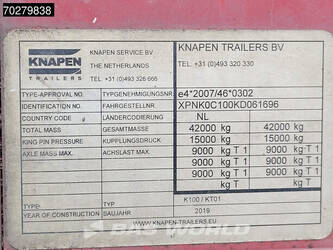 70279838
KNAPEN
TRAILERS
KNAPEN SERVICE BV
THE NETHERLANDS
TEL: +31 (0)493 326 666
KNAPEN TRAILERS BV
TEL: +31 (0)493 320 330
TYPE-APPROVAL NO: TYPGENEHMIGUNGSNR. e4*2007/46*0302
IDENTIFICATION NO: FAHRGESTELLNR. XPNK0C100KD061696
COUNTRY CODE LÄNDERCODIERUNG NL
TOTAL MASS GESAMTMASSE 42000 kg 42000 kg
KING PIN PRESSURE KUPPLUNGSDRUCK 15000 kg 15000 kg
AXLE MASS MAX. ACHSLAST MAX. 9000 kg T 1 9000 kg T 1
9000 kg T 9000 kg T 1
9000 kg T 9000 kg T 1
kg T kg T
TYPE: TYP: K100 / KT01
YEAR OF CONSTRUCTION BAUJAHR 2019
WWW.KNAPEN-TRAILERS.EU
BAS WORLD